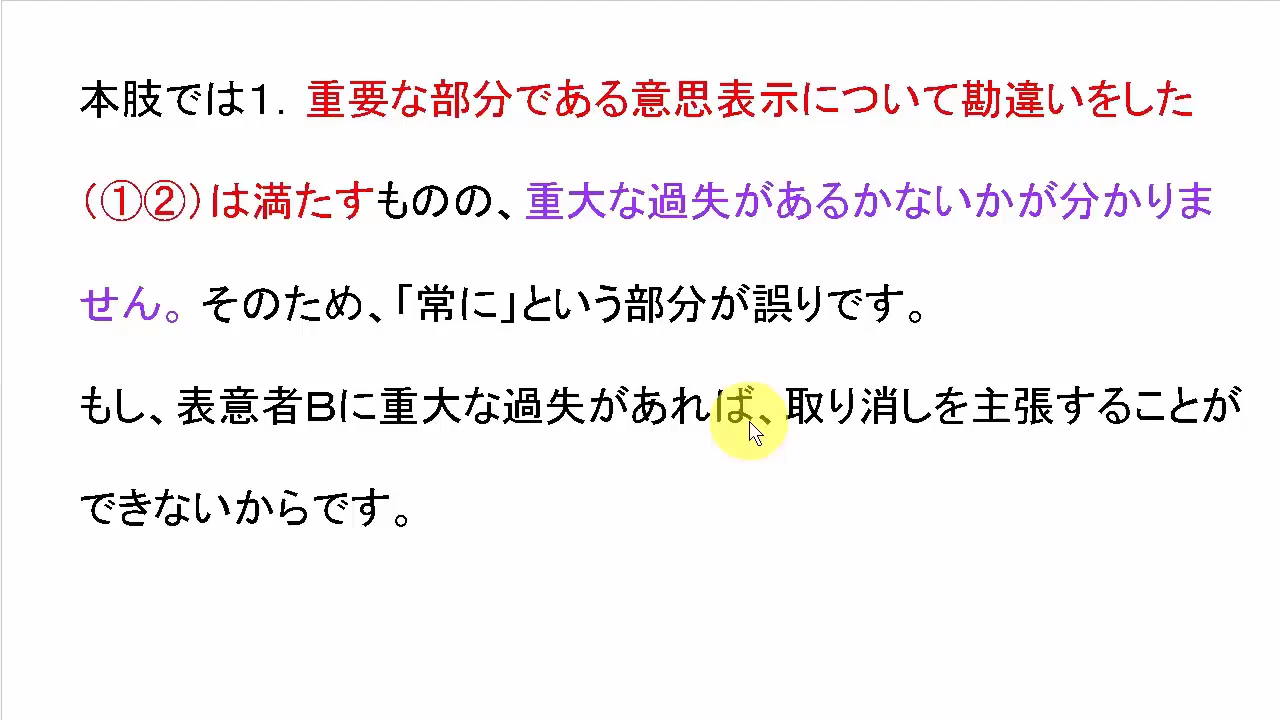 本肢では１．重要な部分である意思表示について勘違いをした
（①②）は満たすものの、重大な過失があるかないかが分かりま
せん。そのため、「常に」という部分が誤りです。
もし、表意者Ｂに重大な過失があれば、取り消しを主張することが
できないからです。